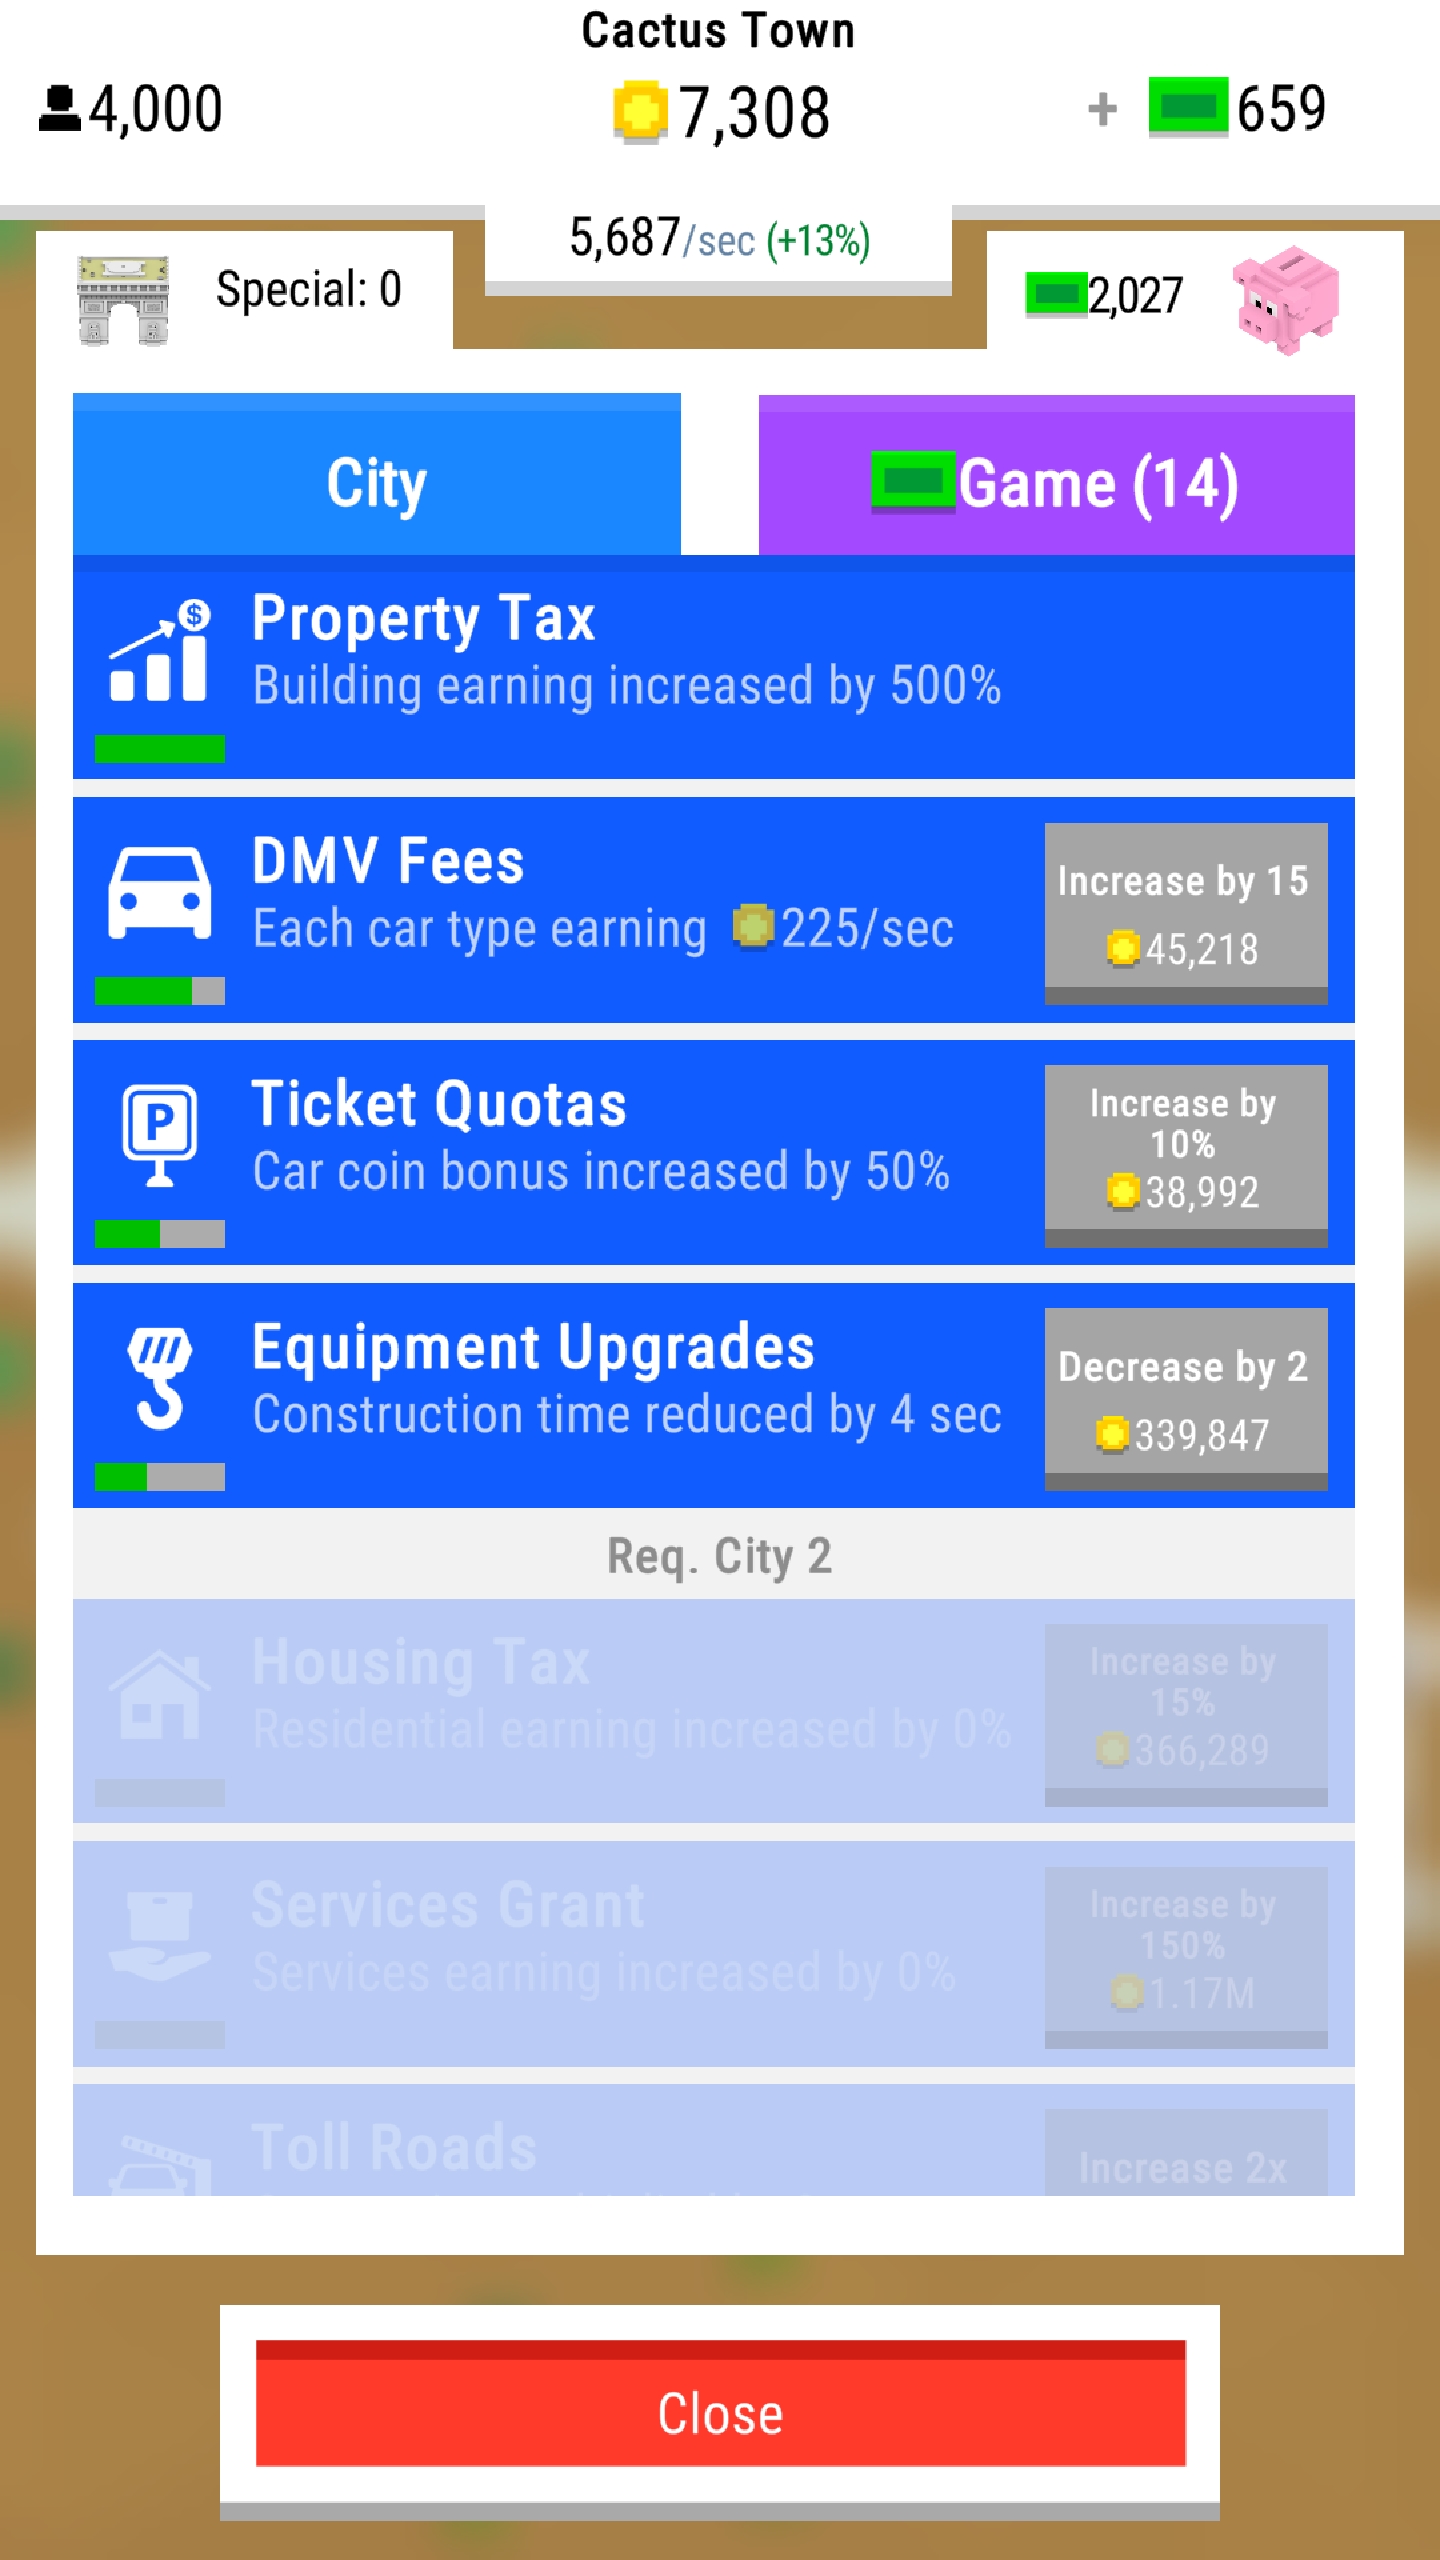 Cactus Town
4,000
7,308
+ 659
5,687/sec (+13%)
Special: 0
2,027
City
Game (14)
$
Property Tax
Building earning increased by 500%
DMV Fees
Each car type earning 225/sec
Increase by 15
45,218
P
Ticket Quotas
Car coin bonus increased by 50%
Increase by
10%
38,992
Equipment Upgrades
Construction time reduced by 4 sec
Decrease by 2
339,847
Req. City 2
Housing Tax
Residential earning increased by 0%
Increase by
15%
366,289
Services Grant
Services earning increased by 0%
Increase by
150%
1.17M
Toll Roads
Increase 2x
Close